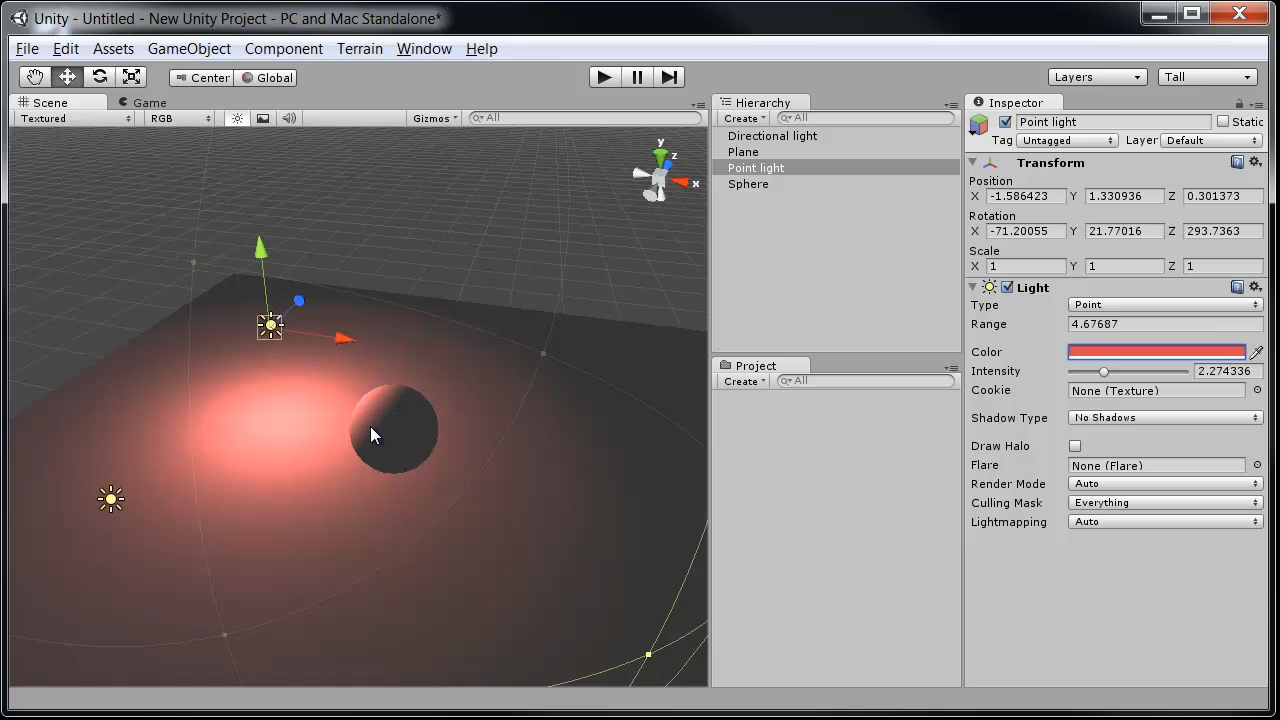 Unity - Untitled - New Unity Project - PC and Mac Standalone*
File Edit Assets GameObject Component Terrain Window Help
Center Global Layers Tall
Scene Game
Textured RGB Gizmos All
y
z
x
Hierarchy
Create All
Directional light
Plane
Point light
Sphere
Project
Create All
Inspector
Point light Static
Tag Untagged Layer Default
Transform
Position
X -1.586423 Y 1.330936 Z 0.301373
Rotation
X -71.20055 Y 21.77016 Z 293.7363
Scale
X 1 Y 1 Z 1
Light
Type Point
Range 4.67687
Color
Intensity 2.274336
Cookie None (Texture)
Shadow Type No Shadows
Draw Halo
Flare None (Flare)
Render Mode Auto
Culling Mask Everything
Lightmapping Auto